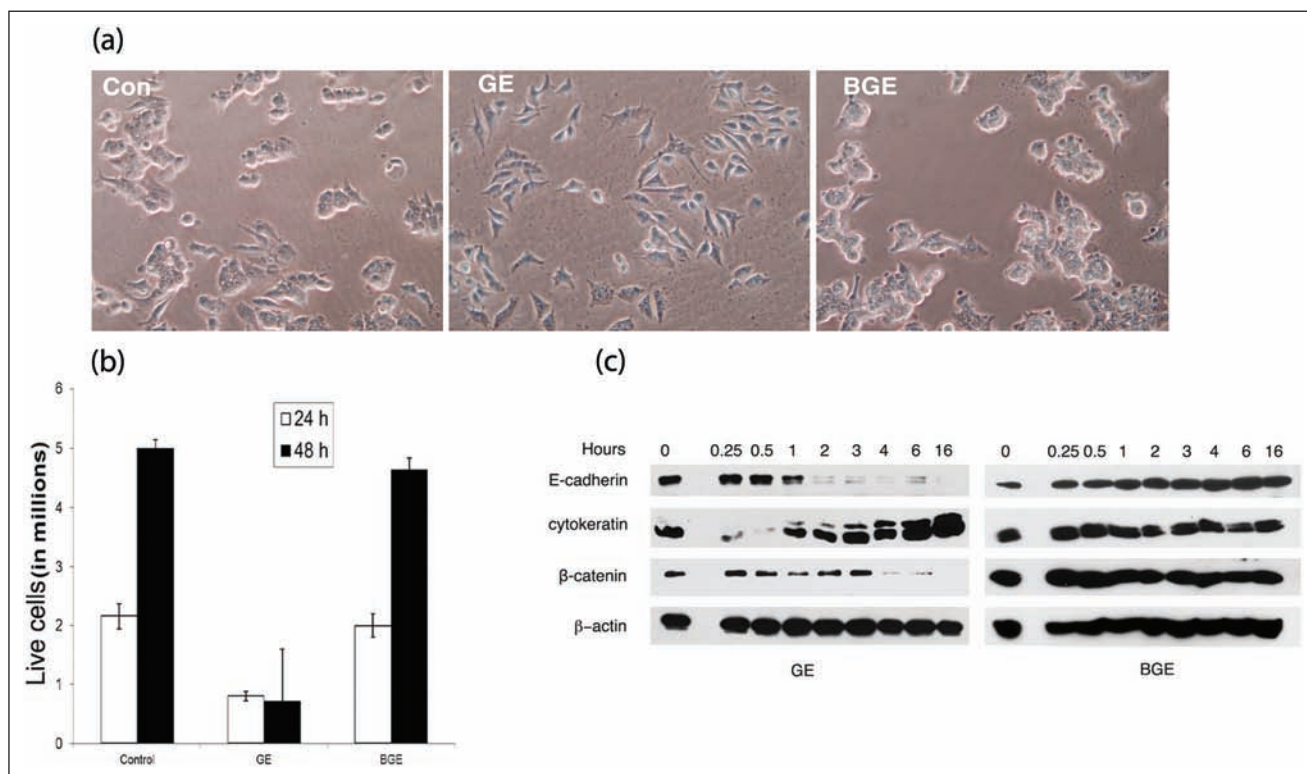 (a)
Con GE BGE
(b)
6
5
4
3
2
1
0
Live cells(in millions)
24 h
48 h
Control GE BGE
(c)
Hours 0 0.25 0.5 1 2 3 4 6 16 0 0.25 0.5 1 2 3 4 6 16
E-cadherin
cytokeratin
β-catenin
β-actin
GE BGE